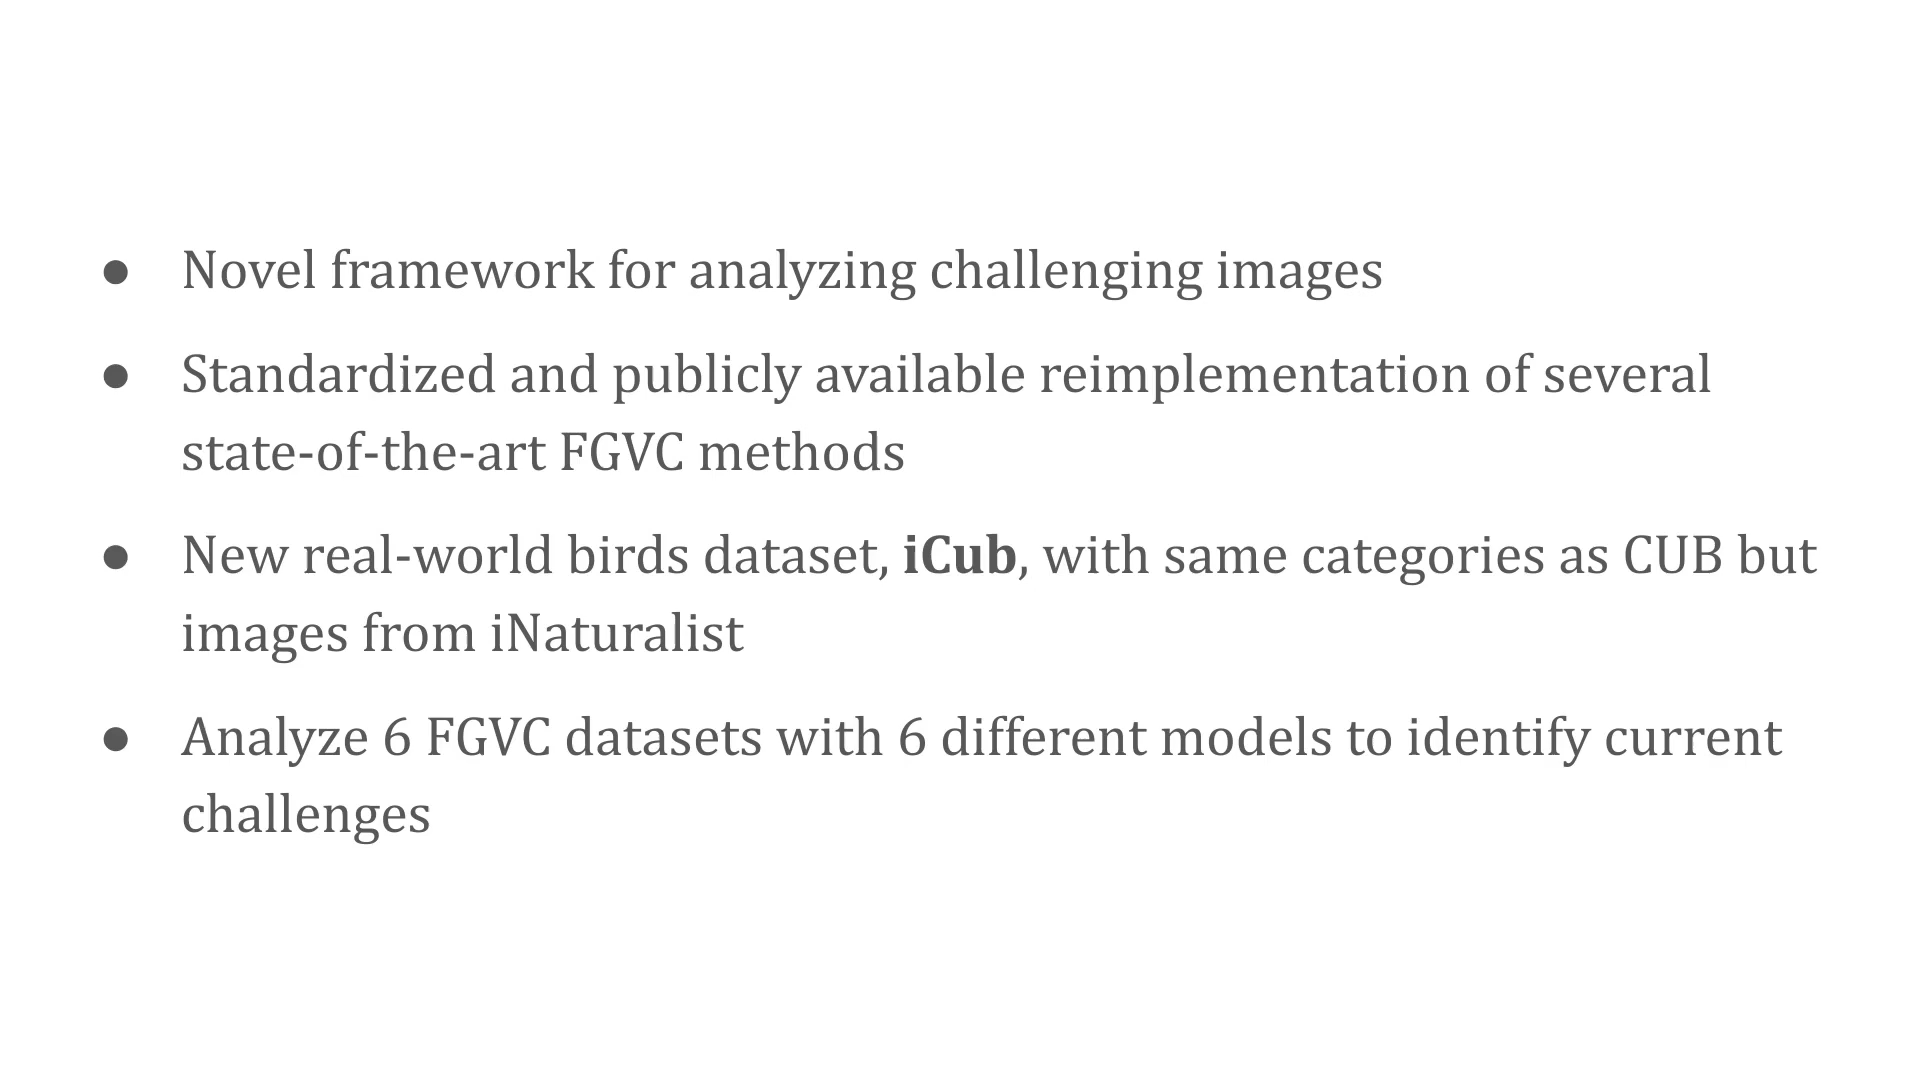 ● Novel framework for analyzing challenging images
● Standardized and publicly available reimplementation of several
state-of-the-art FGVC methods
● New real-world birds dataset, iCub, with same categories as CUB but
images from iNaturalist
● Analyze 6 FGVC datasets with 6 different models to identify current
challenges